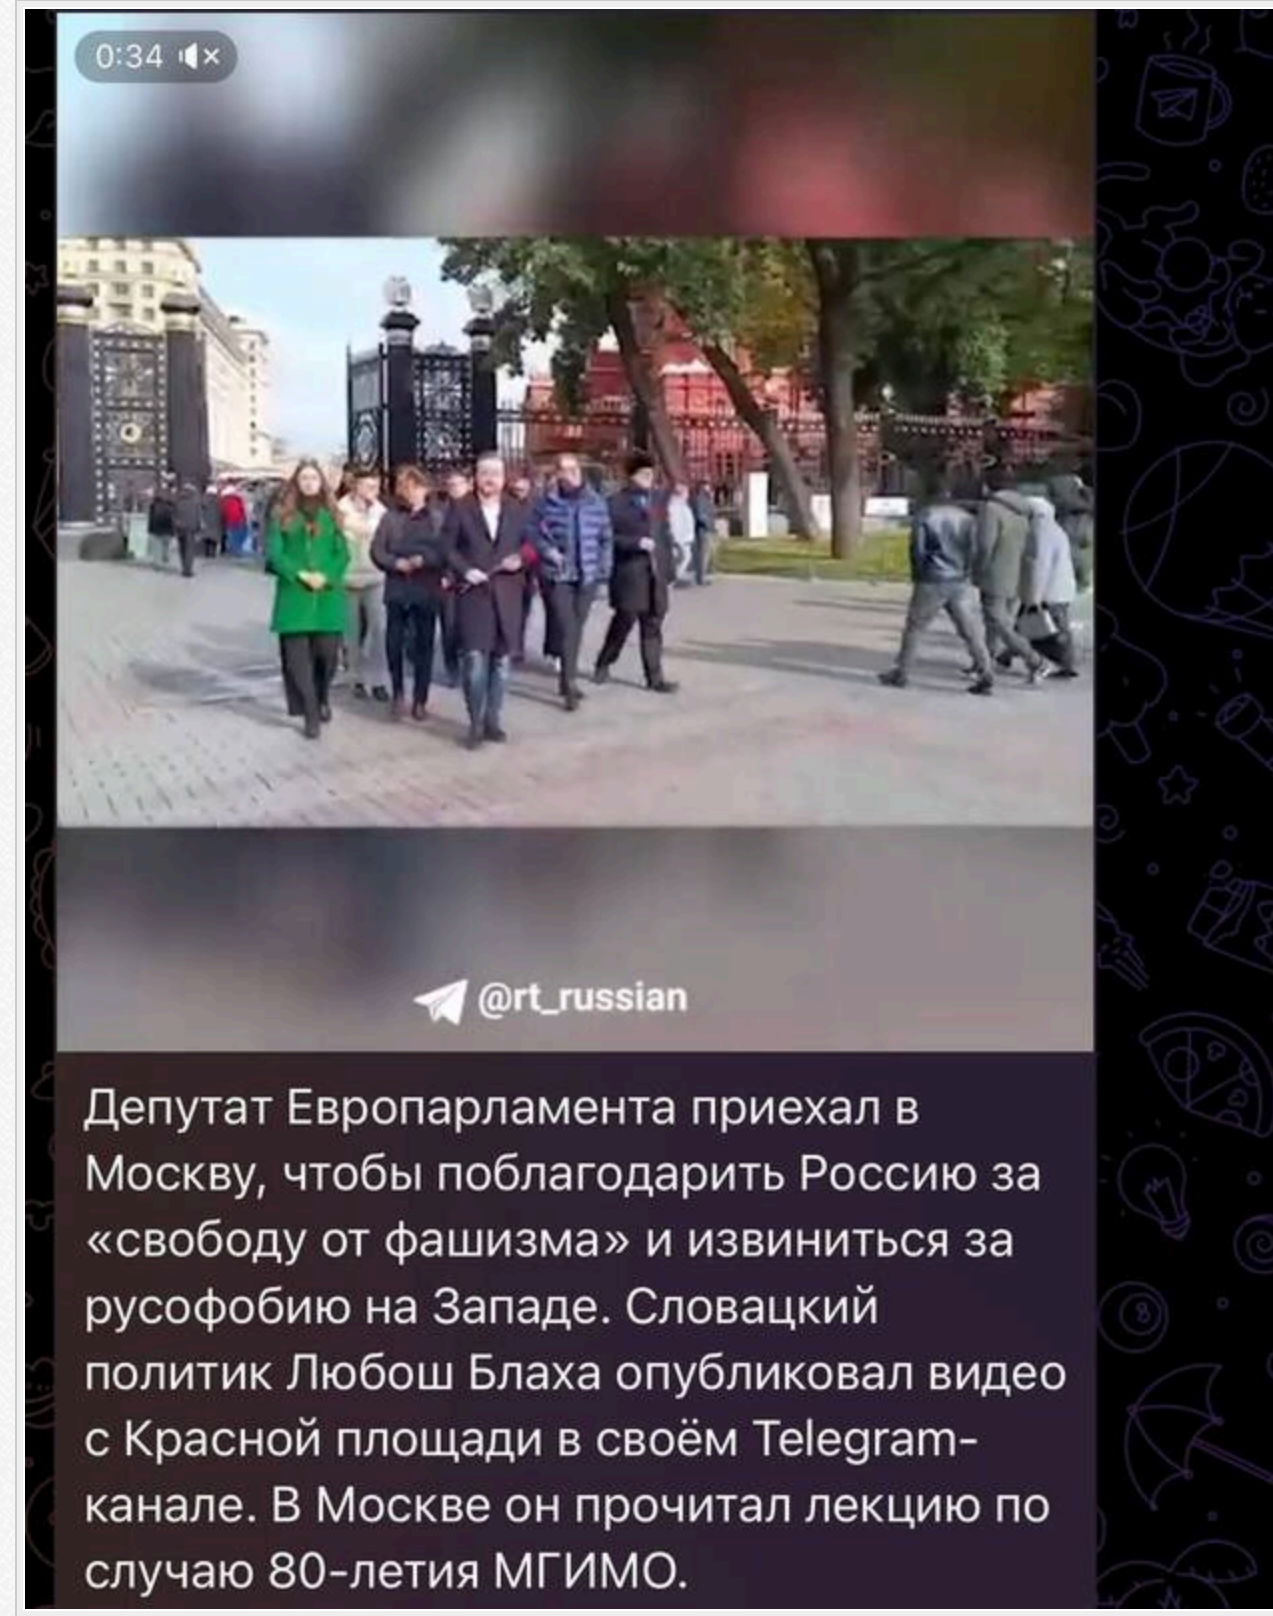 0:34
@rt_russian
Депутат Европарламента приехал в
Москву, чтобы поблагодарить Россию за
«свободу от фашизма» и извиниться за
русофобию на Западе. Словацкий
политик Любош Блаха опубликовал видео
с Красной площади в своём Telegram-
канале. В Москве он прочитал лекцию по
случаю 80-летия МГИМО.